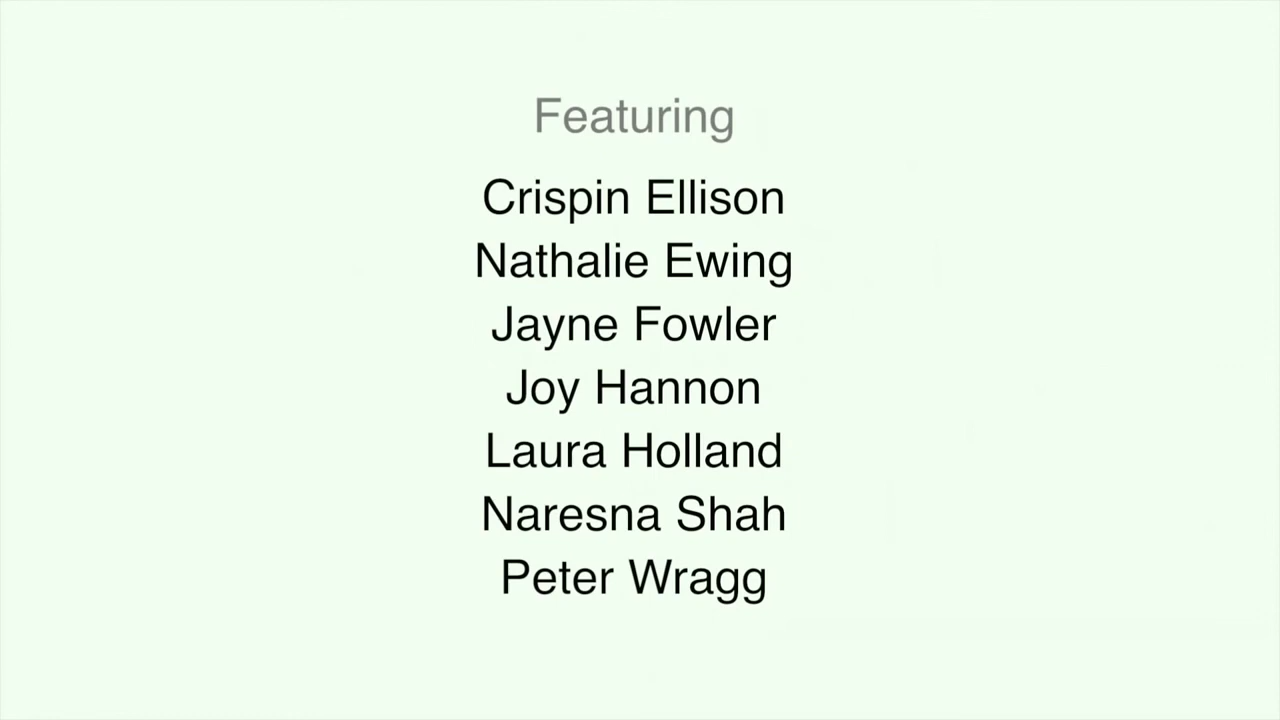 Featuring
Crispin Ellison
Nathalie Ewing
Jayne Fowler
Joy Hannon
Laura Holland
Naresna Shah
Peter Wragg